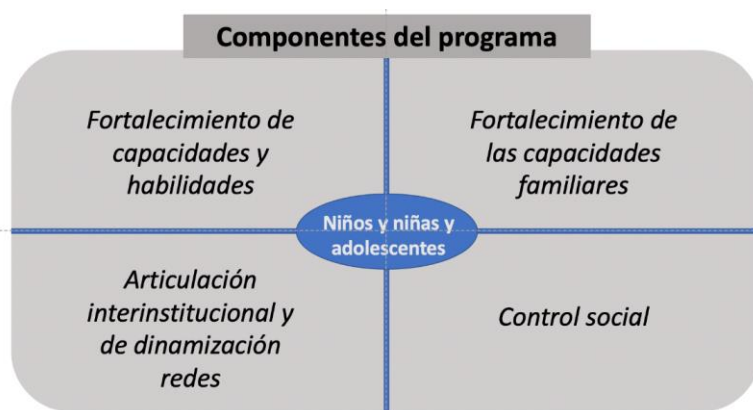 Componentes del programa
Fortalecimiento de
capacidades y
habilidades
Fortalecimiento de
las capacidades
familiares
Niños y niñas y
adolescentes
Articulación
interinstitucional y
de dinamización
redes
Control social